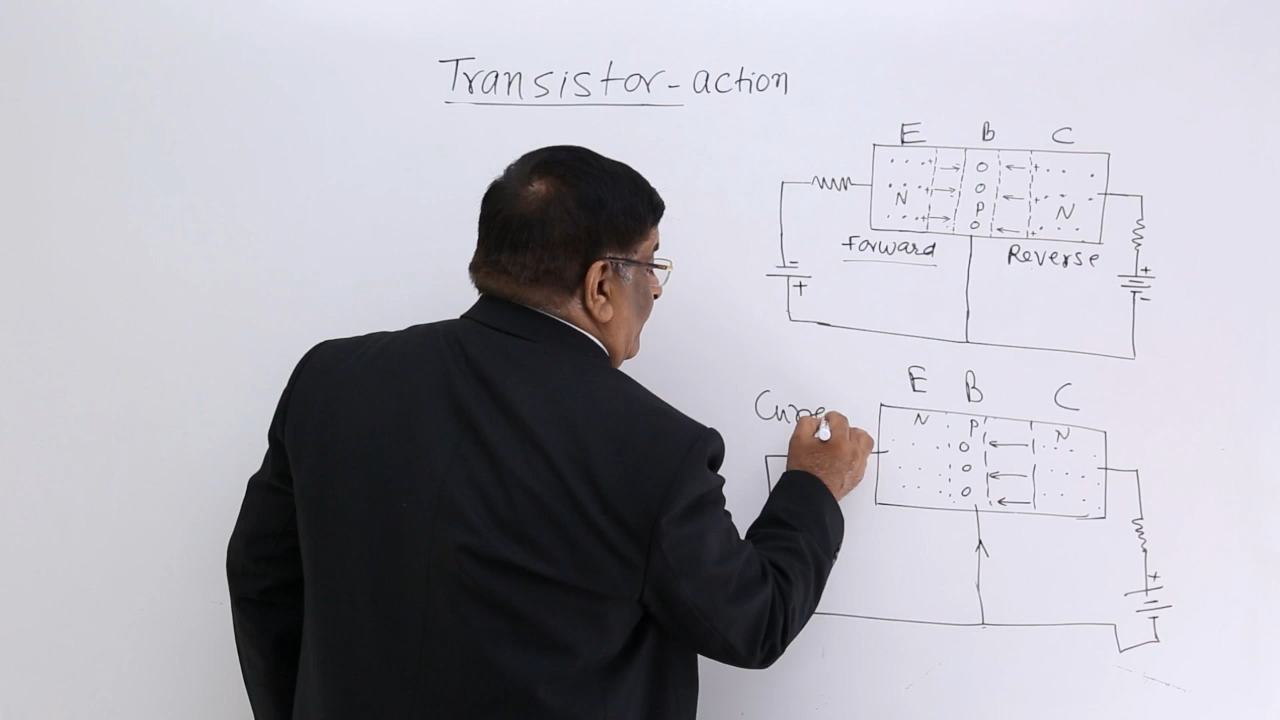 Transistor-action
E B C
N P N
Forward Reverse
- +
+ -
E B C
N P N
+